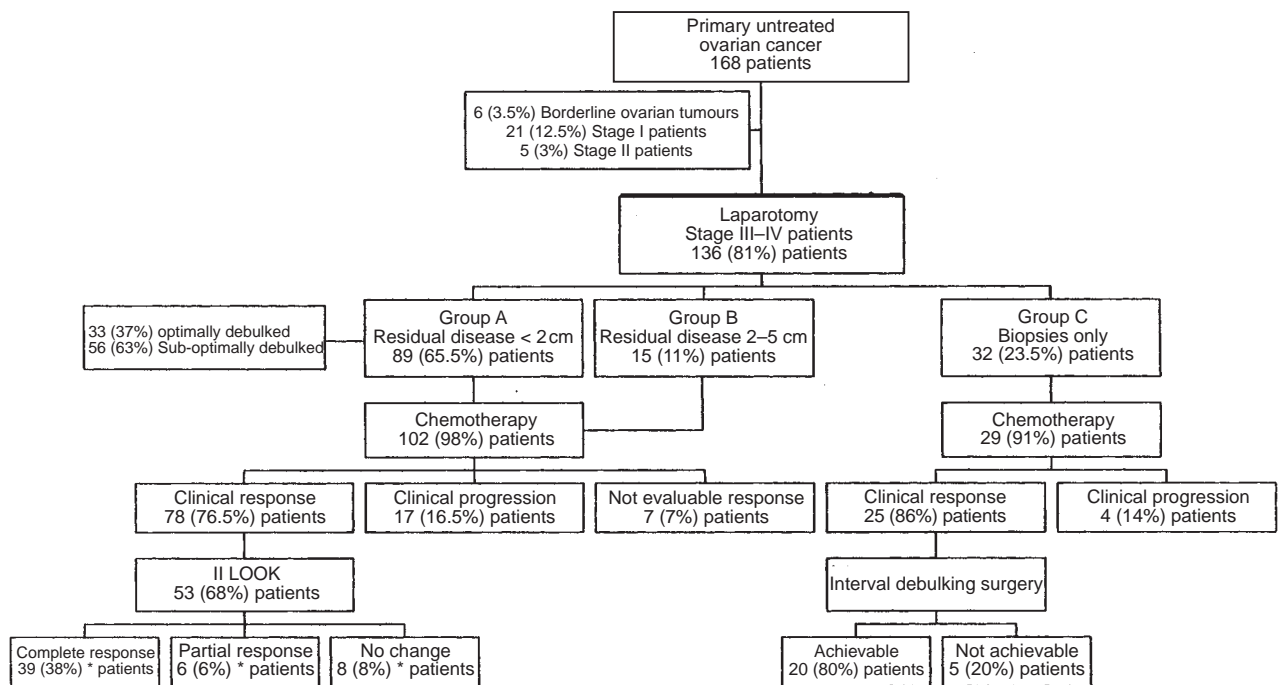 Primary untreated
ovarian cancer
168 patients
6 (3.5%) Borderline ovarian tumours
21 (12.5%) Stage I patients
5 (3%) Stage II patients
Laparotomy
Stage III–IV patients
136 (81%) patients
33 (37%) optimally debulked
56 (63%) Sub-optimally debulked
Group A
Residual disease < 2 cm
89 (65.5%) patients
Group B
Residual disease 2–5 cm
15 (11%) patients
Group C
Biopsies only
32 (23.5%) patients
Chemotherapy
102 (98%) patients
Chemotherapy
29 (91%) patients
Clinical response
78 (76.5%) patients
Clinical progression
17 (16.5%) patients
Not evaluable response
7 (7%) patients
Clinical response
25 (86%) patients
Clinical progression
4 (14%) patients
II LOOK
53 (68%) patients
Interval debulking surgery
Complete response
39 (38%) * patients
Partial response
6 (6%) * patients
No change
8 (8%) * patients
Achievable
20 (80%) patients
Not achievable
5 (20%) patients